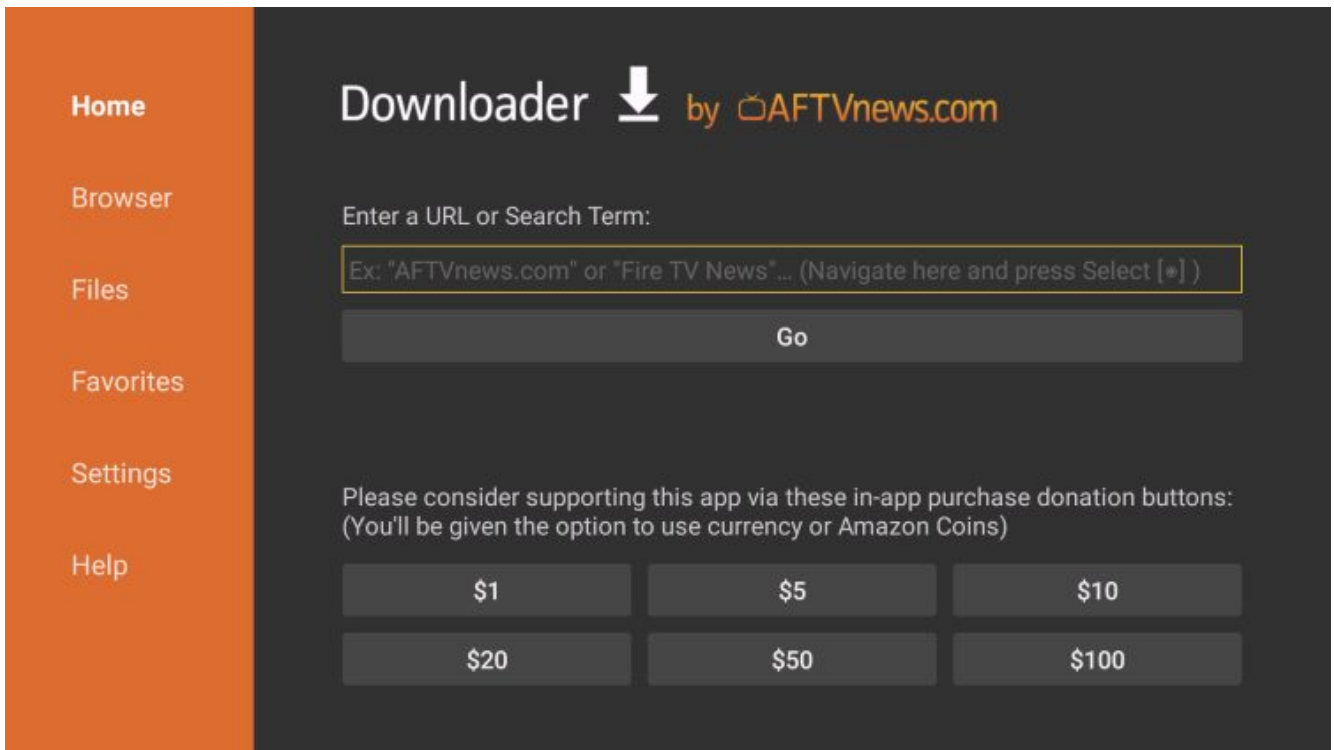 Home
Browser
Files
Favorites
Settings
Help
Downloader by AFTVnews.com
Enter a URL or Search Term:
Ex: "AFTVnews.com" or "Fire TV News"... (Navigate here and press Select [●] )
Go
Please consider supporting this app via these in-app purchase donation buttons:
(You'll be given the option to use currency or Amazon Coins)
$1 $5 $10
$20 $50 $100